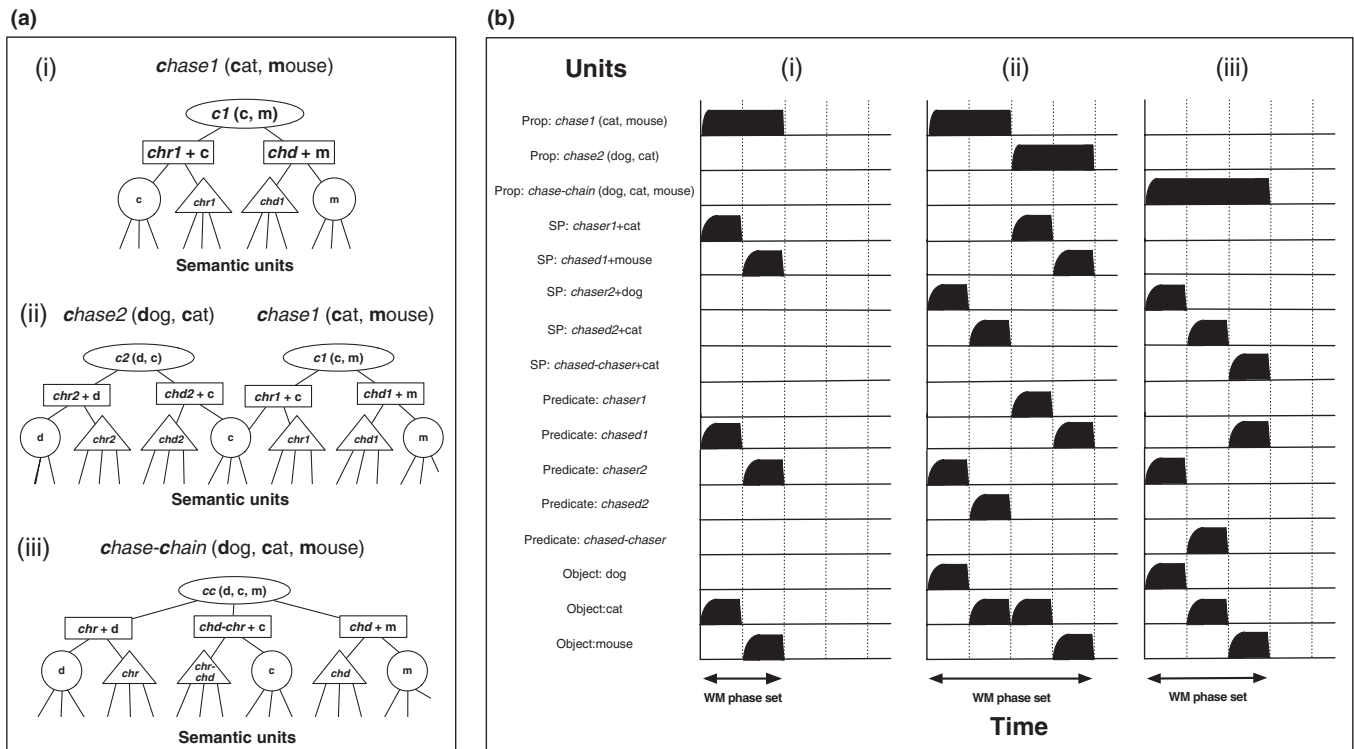 (a)
(i)
chase1 (cat, mouse)
c1 (c, m)
chr1 + c
chd + m
c
chr1
chd1
m
Semantic units
(ii)
chase2 (dog, cat)
chase1 (cat, mouse)
c2 (d, c)
c1 (c, m)
chr2 + d
chd2 + c
chr1 + c
chd1 + m
d
chr2
chd2
c
chr1
chd1
m
Semantic units
(iii)
chase-chain (dog, cat, mouse)
cc (d, c, m)
chr + d
chd-chr + c
chd + m
d
chr
chr-
chd
c
chd
m
Semantic units
(b)
Units
(i)
(ii)
(iii)
Prop: chase1 (cat, mouse)
Prop: chase2 (dog, cat)
Prop: chase-chain (dog, cat, mouse)
SP: chaser1+cat
SP: chased1+mouse
SP: chaser2+dog
SP: chased2+cat
SP: chased-chaser+cat
Predicate: chaser1
Predicate: chased1
Predicate: chaser2
Predicate: chased2
Predicate: chased-chaser
Object: dog
Object:cat
Object:mouse
WM phase set
WM phase set
WM phase set
Time